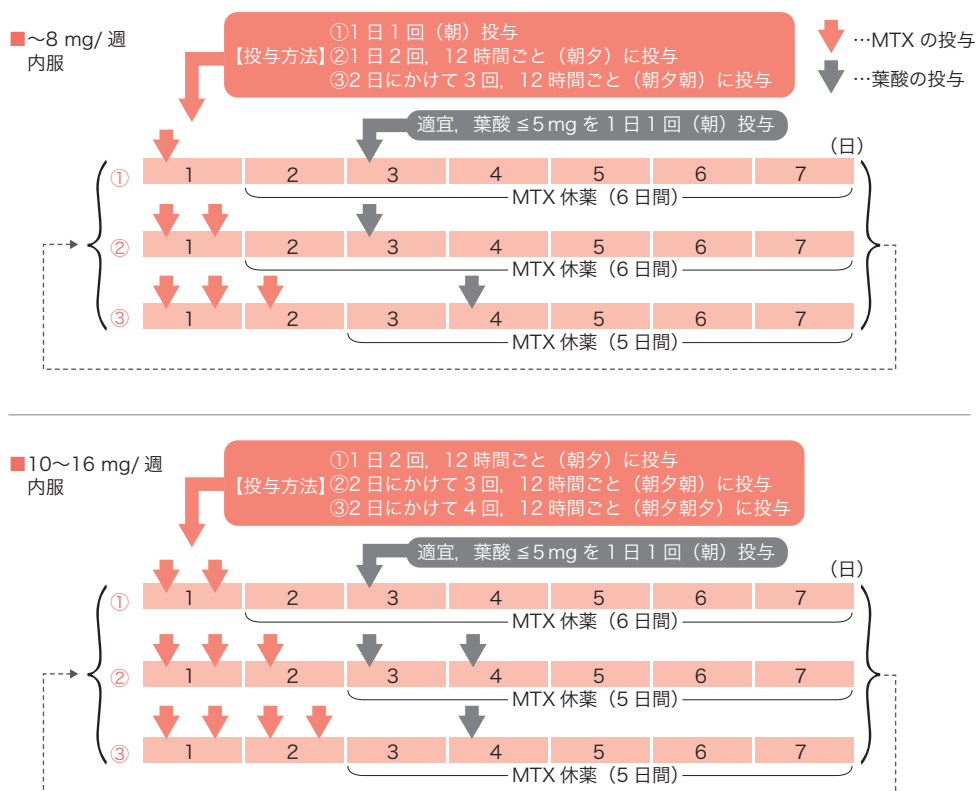 ■～8 mg/ 週
内服
【投与方法】
①1 日 1 回（朝）投与
②1 日 2 回，12 時間ごと（朝夕）に投与
③2 日にかけて 3 回，12 時間ごと（朝夕朝）に投与
…MTX の投与
…葉酸の投与
適宜，葉酸 ≦5 mg を 1 日 1 回（朝）投与
（日）
① 1 2 3 4 5 6 7
MTX 休薬（6 日間）
② 1 2 3 4 5 6 7
MTX 休薬（6 日間）
③ 1 2 3 4 5 6 7
MTX 休薬（5 日間）
■10～16 mg/ 週
内服
【投与方法】
①1 日 2 回，12 時間ごと（朝夕）に投与
②2 日にかけて 3 回，12 時間ごと（朝夕朝）に投与
③2 日にかけて 4 回，12 時間ごと（朝夕朝夕）に投与
適宜，葉酸 ≦5 mg を 1 日 1 回（朝）投与
（日）
① 1 2 3 4 5 6 7
MTX 休薬（6 日間）
② 1 2 3 4 5 6 7
MTX 休薬（5 日間）
③ 1 2 3 4 5 6 7
MTX 休薬（5 日間）